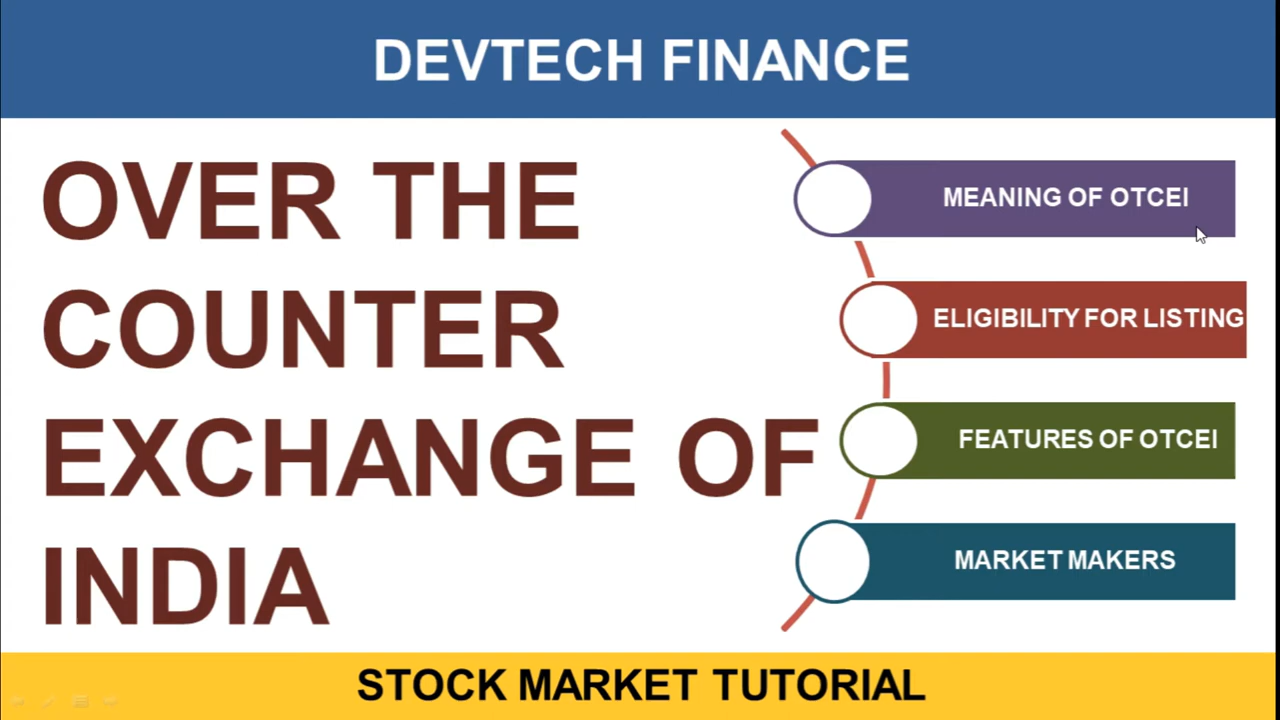 DEVTECH FINANCE
OVER THE
COUNTER
EXCHANGE OF
INDIA
MEANING OF OTCEI
ELIGIBILITY FOR LISTING
FEATURES OF OTCEI
MARKET MAKERS
STOCK MARKET TUTORIAL